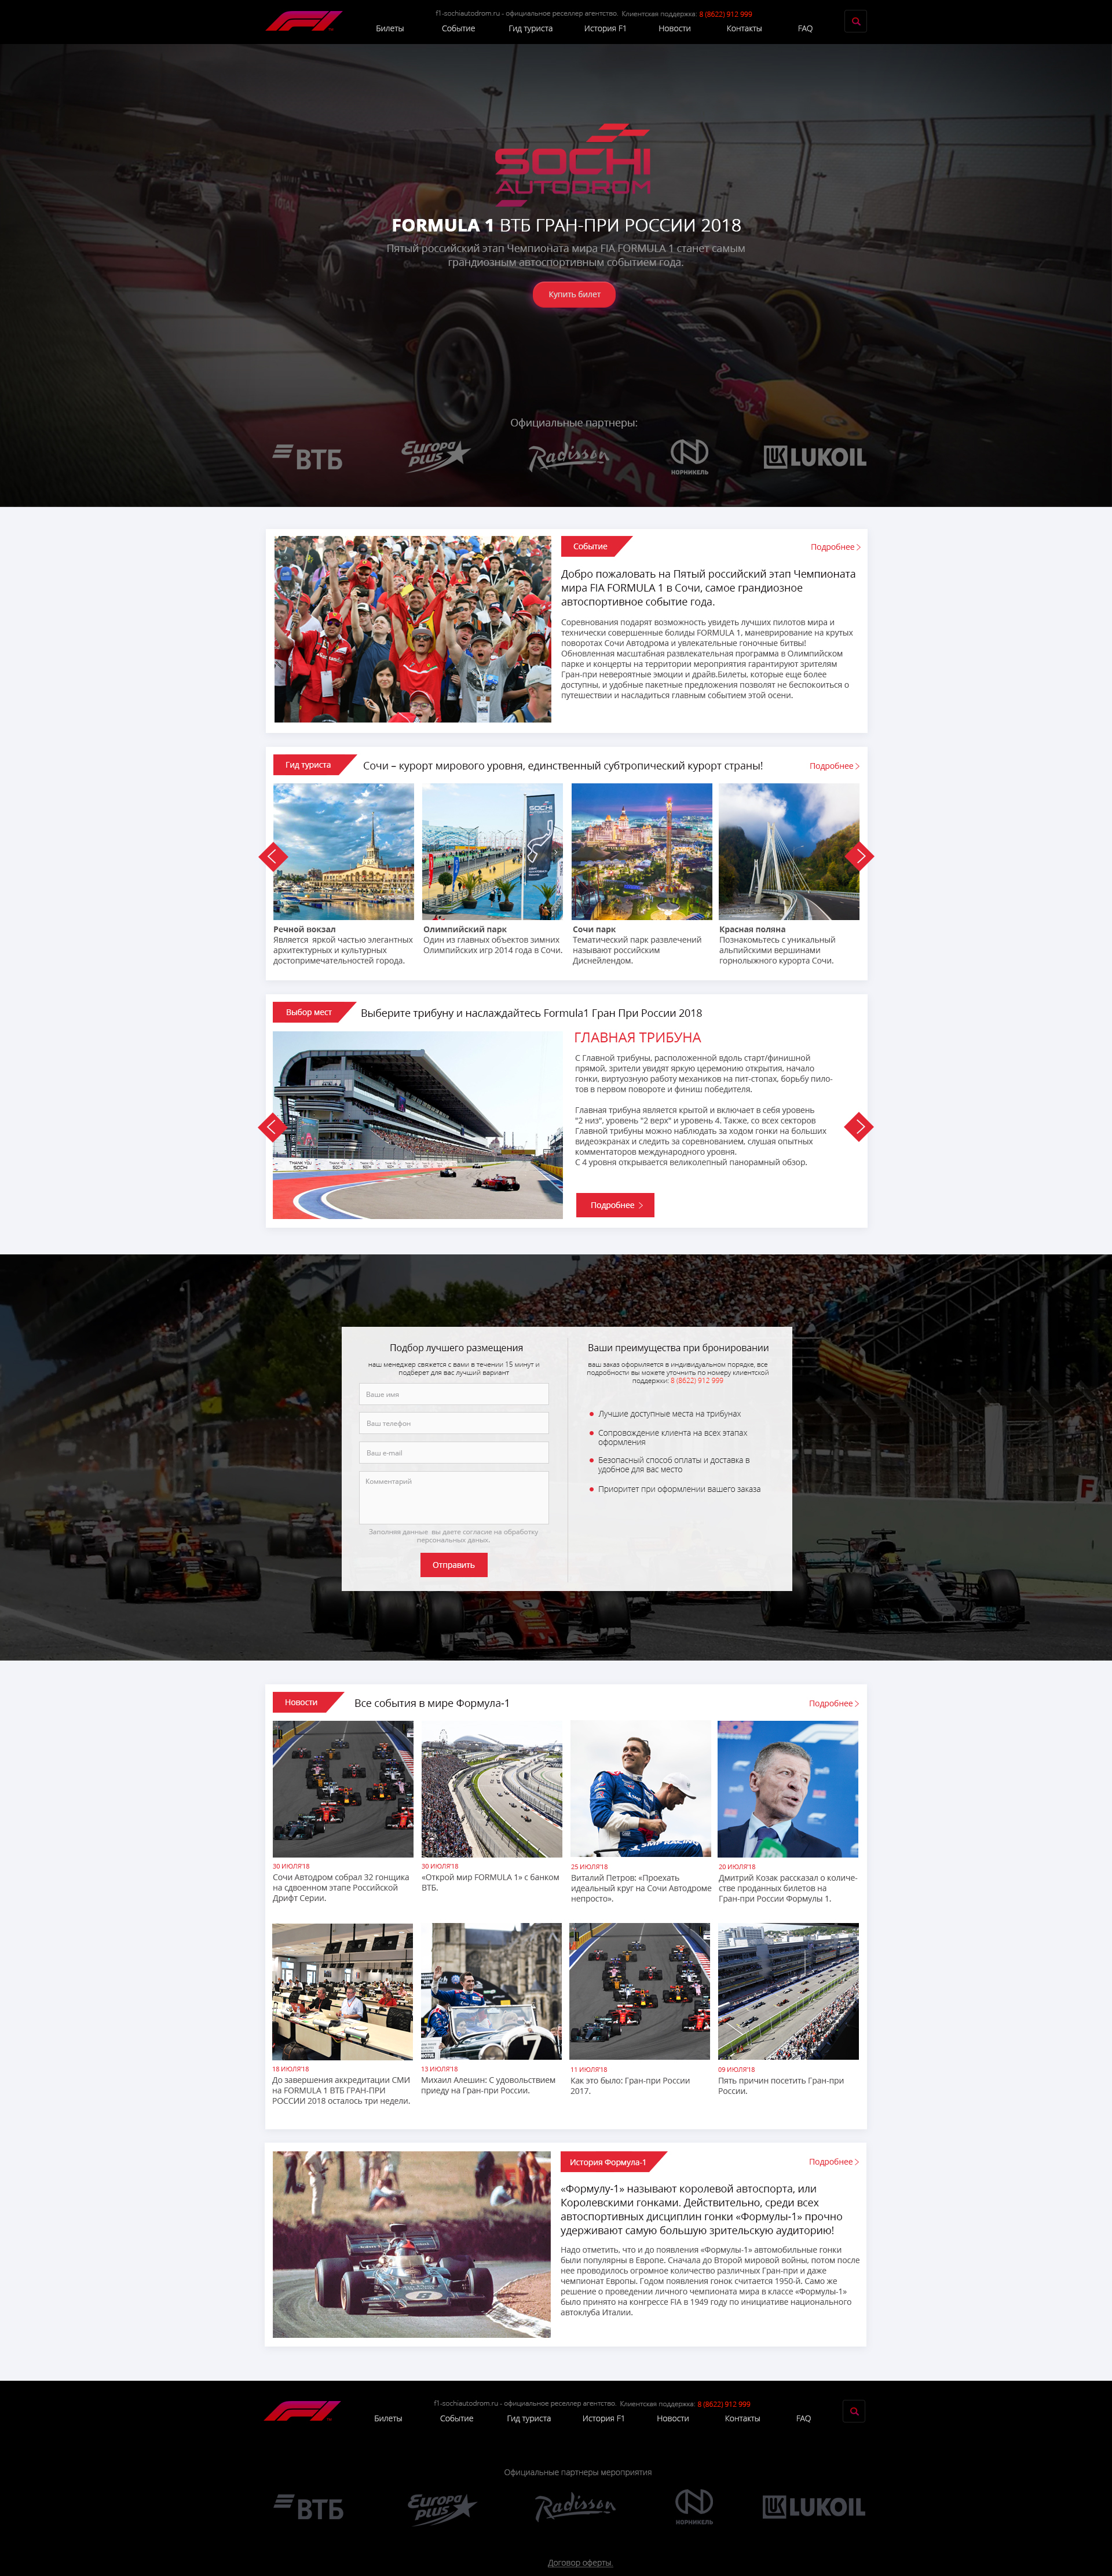 f1-sochiautodrom.ru - официальное реселлер агентство. Клиентская поддержка: 8 (8622) 912 999
Билеты Событие Гид туриста История F1 Новости Контакты FAQ
SOCHI
AUTODROM
FORMULA 1 ВТБ ГРАН-ПРИ РОССИИ 2018
Пятый российский этап Чемпионата мира FIA FORMULA 1 станет самым
грандиозным автоспортивным событием года.
Купить билет
Официальные партнеры:
ВТБ Europa plus Radisson НОРНИКЕЛЬ LUKOIL
Событие
Подробнее
Добро пожаловать на Пятый российский этап Чемпионата
мира FIA FORMULA 1 в Сочи, самое грандиозное
автоспортивное событие года.
Соревнования подарят возможность увидеть лучших пилотов мира и
технически совершенные болиды FORMULA 1, маневрирование на крутых
поворотах Сочи Автодрома и увлекательные гоночные битвы!
Обновленная масштабная развлекательная программа в Олимпийском
парке и концерты на территории мероприятия гарантируют зрителям
Гран-при невероятные эмоции и драйв.Билеты, которые еще более
доступны, и удобные пакетные предложения позволят не беспокоиться о
путешествии и насладиться главным событием этой осени.
Гид туриста
Сочи – курорт мирового уровня, единственный субтропический курорт страны!
Подробнее
Речной вокзал
Является яркой частью элегантных
архитектурных и культурных
достопримечательностей города.
Олимпийский парк
Один из главных объектов зимних
Олимпийских игр 2014 года в Сочи.
Сочи парк
Тематический парк развлечений
называют российским
Диснейлендом.
Красная поляна
Познакомьтесь с уникальный
альпийскими вершинами
горнолыжного курорта Сочи.
Выбор мест
Выберите трибуну и наслаждайтесь Formula1 Гран При России 2018
ГЛАВНАЯ ТРИБУНА
С Главной трибуны, расположенной вдоль старт/финишной
прямой, зрители увидят яркую церемонию открытия, начало
гонки, виртуозную работу механиков на пит-стопах, борьбу пило-
тов в первом повороте и финиш победителя.
Главная трибуна является крытой и включает в себя уровень
"2 низ", уровень "2 верх" и уровень 4. Также, со всех секторов
Главной трибуны можно наблюдать за ходом гонки на больших
видеоэкранах и следить за соревнованием, слушая опытных
комментаторов международного уровня.
С 4 уровня открывается великолепный панорамный обзор.
Подробнее
Подбор лучшего размещения
наш менеджер свяжется с вами в течении 15 минут и
подберет для вас лучший вариант
Ваше имя
Ваш телефон
Ваш e-mail
Комментарий
Заполняя данные вы даете согласие на обработку
персональных даных.
Отправить
Ваши преимущества при бронировании
ваш заказ оформляется в индивидуальном порядке, все
подробности вы можете уточнить по номеру клиентской
поддержки: 8 (8622) 912 999
Лучшие доступные места на трибунах
Сопровождение клиента на всех этапах
оформления
Безопасный способ оплаты и доставка в
удобное для вас место
Приоритет при оформлении вашего заказа
Новости
Все события в мире Формула-1
Подробнее
30 ИЮЛЯ'18
Сочи Автодром собрал 32 гонщика
на сдвоенном этапе Российской
Дрифт Серии.
30 ИЮЛЯ'18
«Открой мир FORMULA 1» с банком
ВТБ.
25 ИЮЛЯ'18
Виталий Петров: «Проехать
идеальный круг на Сочи Автодроме
непросто».
20 ИЮЛЯ'18
Дмитрий Козак рассказал о количе-
стве проданных билетов на
Гран-при России Формулы 1.
18 ИЮЛЯ'18
До завершения аккредитации СМИ
на FORMULA 1 ВТБ ГРАН-ПРИ
РОССИИ 2018 осталось три недели.
13 ИЮЛЯ'18
Михаил Алешин: С удовольствием
приеду на Гран-при России.
11 ИЮЛЯ'18
Как это было: Гран-при России
2017.
09 ИЮЛЯ'18
Пять причин посетить Гран-при
России.
История Формула-1
Подробнее
«Формулу-1» называют королевой автоспорта, или
Королевскими гонками. Действительно, среди всех
автоспортивных дисциплин гонки «Формулы-1» прочно
удерживают самую большую зрительскую аудиторию!
Надо отметить, что и до появления «Формулы-1» автомобильные гонки
были популярны в Европе. Сначала до Второй мировой войны, потом после
нее проводилось огромное количество различных Гран-при и даже
чемпионат Европы. Годом появления гонок считается 1950-й. Само же
решение о проведении личного чемпионата мира в классе «Формулы-1»
было принято на конгрессе FIA в 1949 году по инициативе национального
автоклуба Италии.
f1-sochiautodrom.ru - официальное реселлер агентство. Клиентская поддержка: 8 (8622) 912 999
Билеты Событие Гид туриста История F1 Новости Контакты FAQ
Официальные партнеры мероприятия
ВТБ Europa plus Radisson НОРНИКЕЛЬ LUKOIL
Договор оферты.